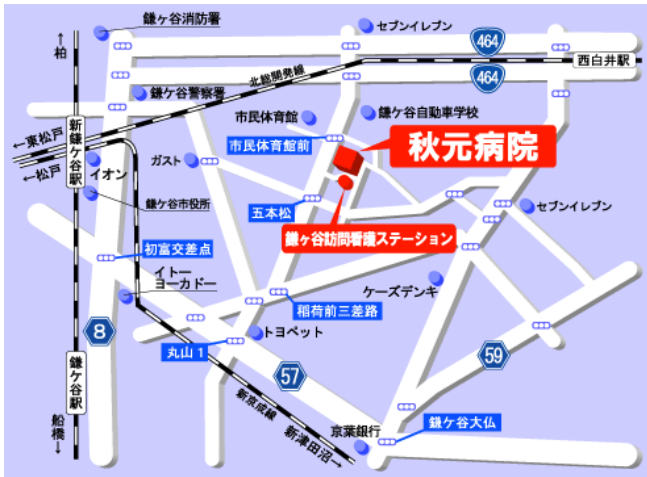 鎌ヶ谷消防署
セブンイレブン
464
←柏
北総開発線
西白井駅
464
鎌ヶ谷警察署
市民体育館
鎌ケ谷自動車学校
←東松戸
新鎌ヶ谷駅
市民体育館前
秋元病院
←松戸
イオン
ガスト
鎌ケ谷市役所
五本松
セブンイレブン
初富交差点
鎌ヶ谷訪問看護ステーション
イトー
ヨーカドー
ケーズデンキ
稲荷前三差路
8
トヨペット
丸山1
57
59
鎌ケ谷駅
新京成線
船橋→
新津田沼→
京葉銀行
鎌ケ谷大仏